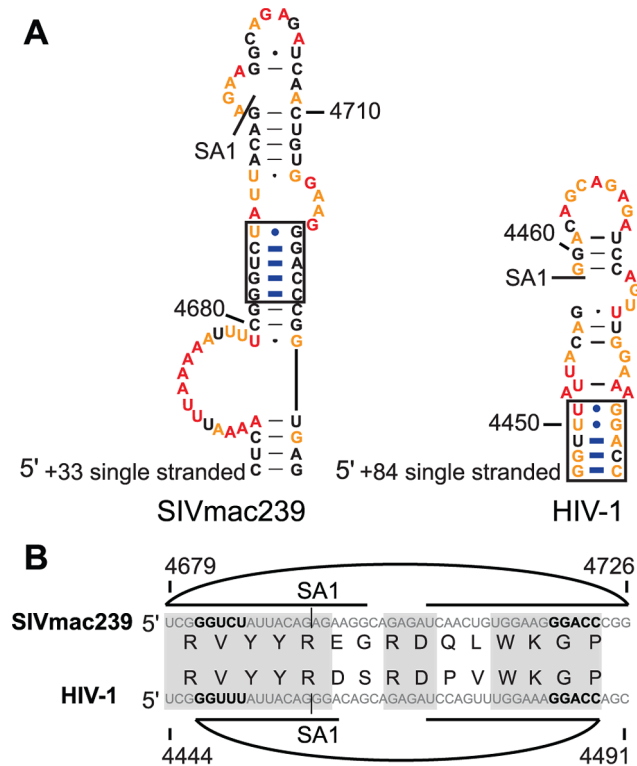 A
4710
SA1
4680
5' +33 single stranded
SIVmac239
4460
SA1
4450
5' +84 single stranded
HIV-1
B
4679
4726
SA1
SIVmac239 5' UCGGGUCUAUUACAGAGAAGGCAGAGAUCAACUGUGGAAGGGACCCGG
R V Y Y R E G R D Q L W K G P
R V Y Y R D S R D P V W K G P
HIV-1 5' UCGGGUUUAUUACAGGGACAGCAGAGAUCCAGUUUGGAAAGGACCAGC
SA1
4444
4491